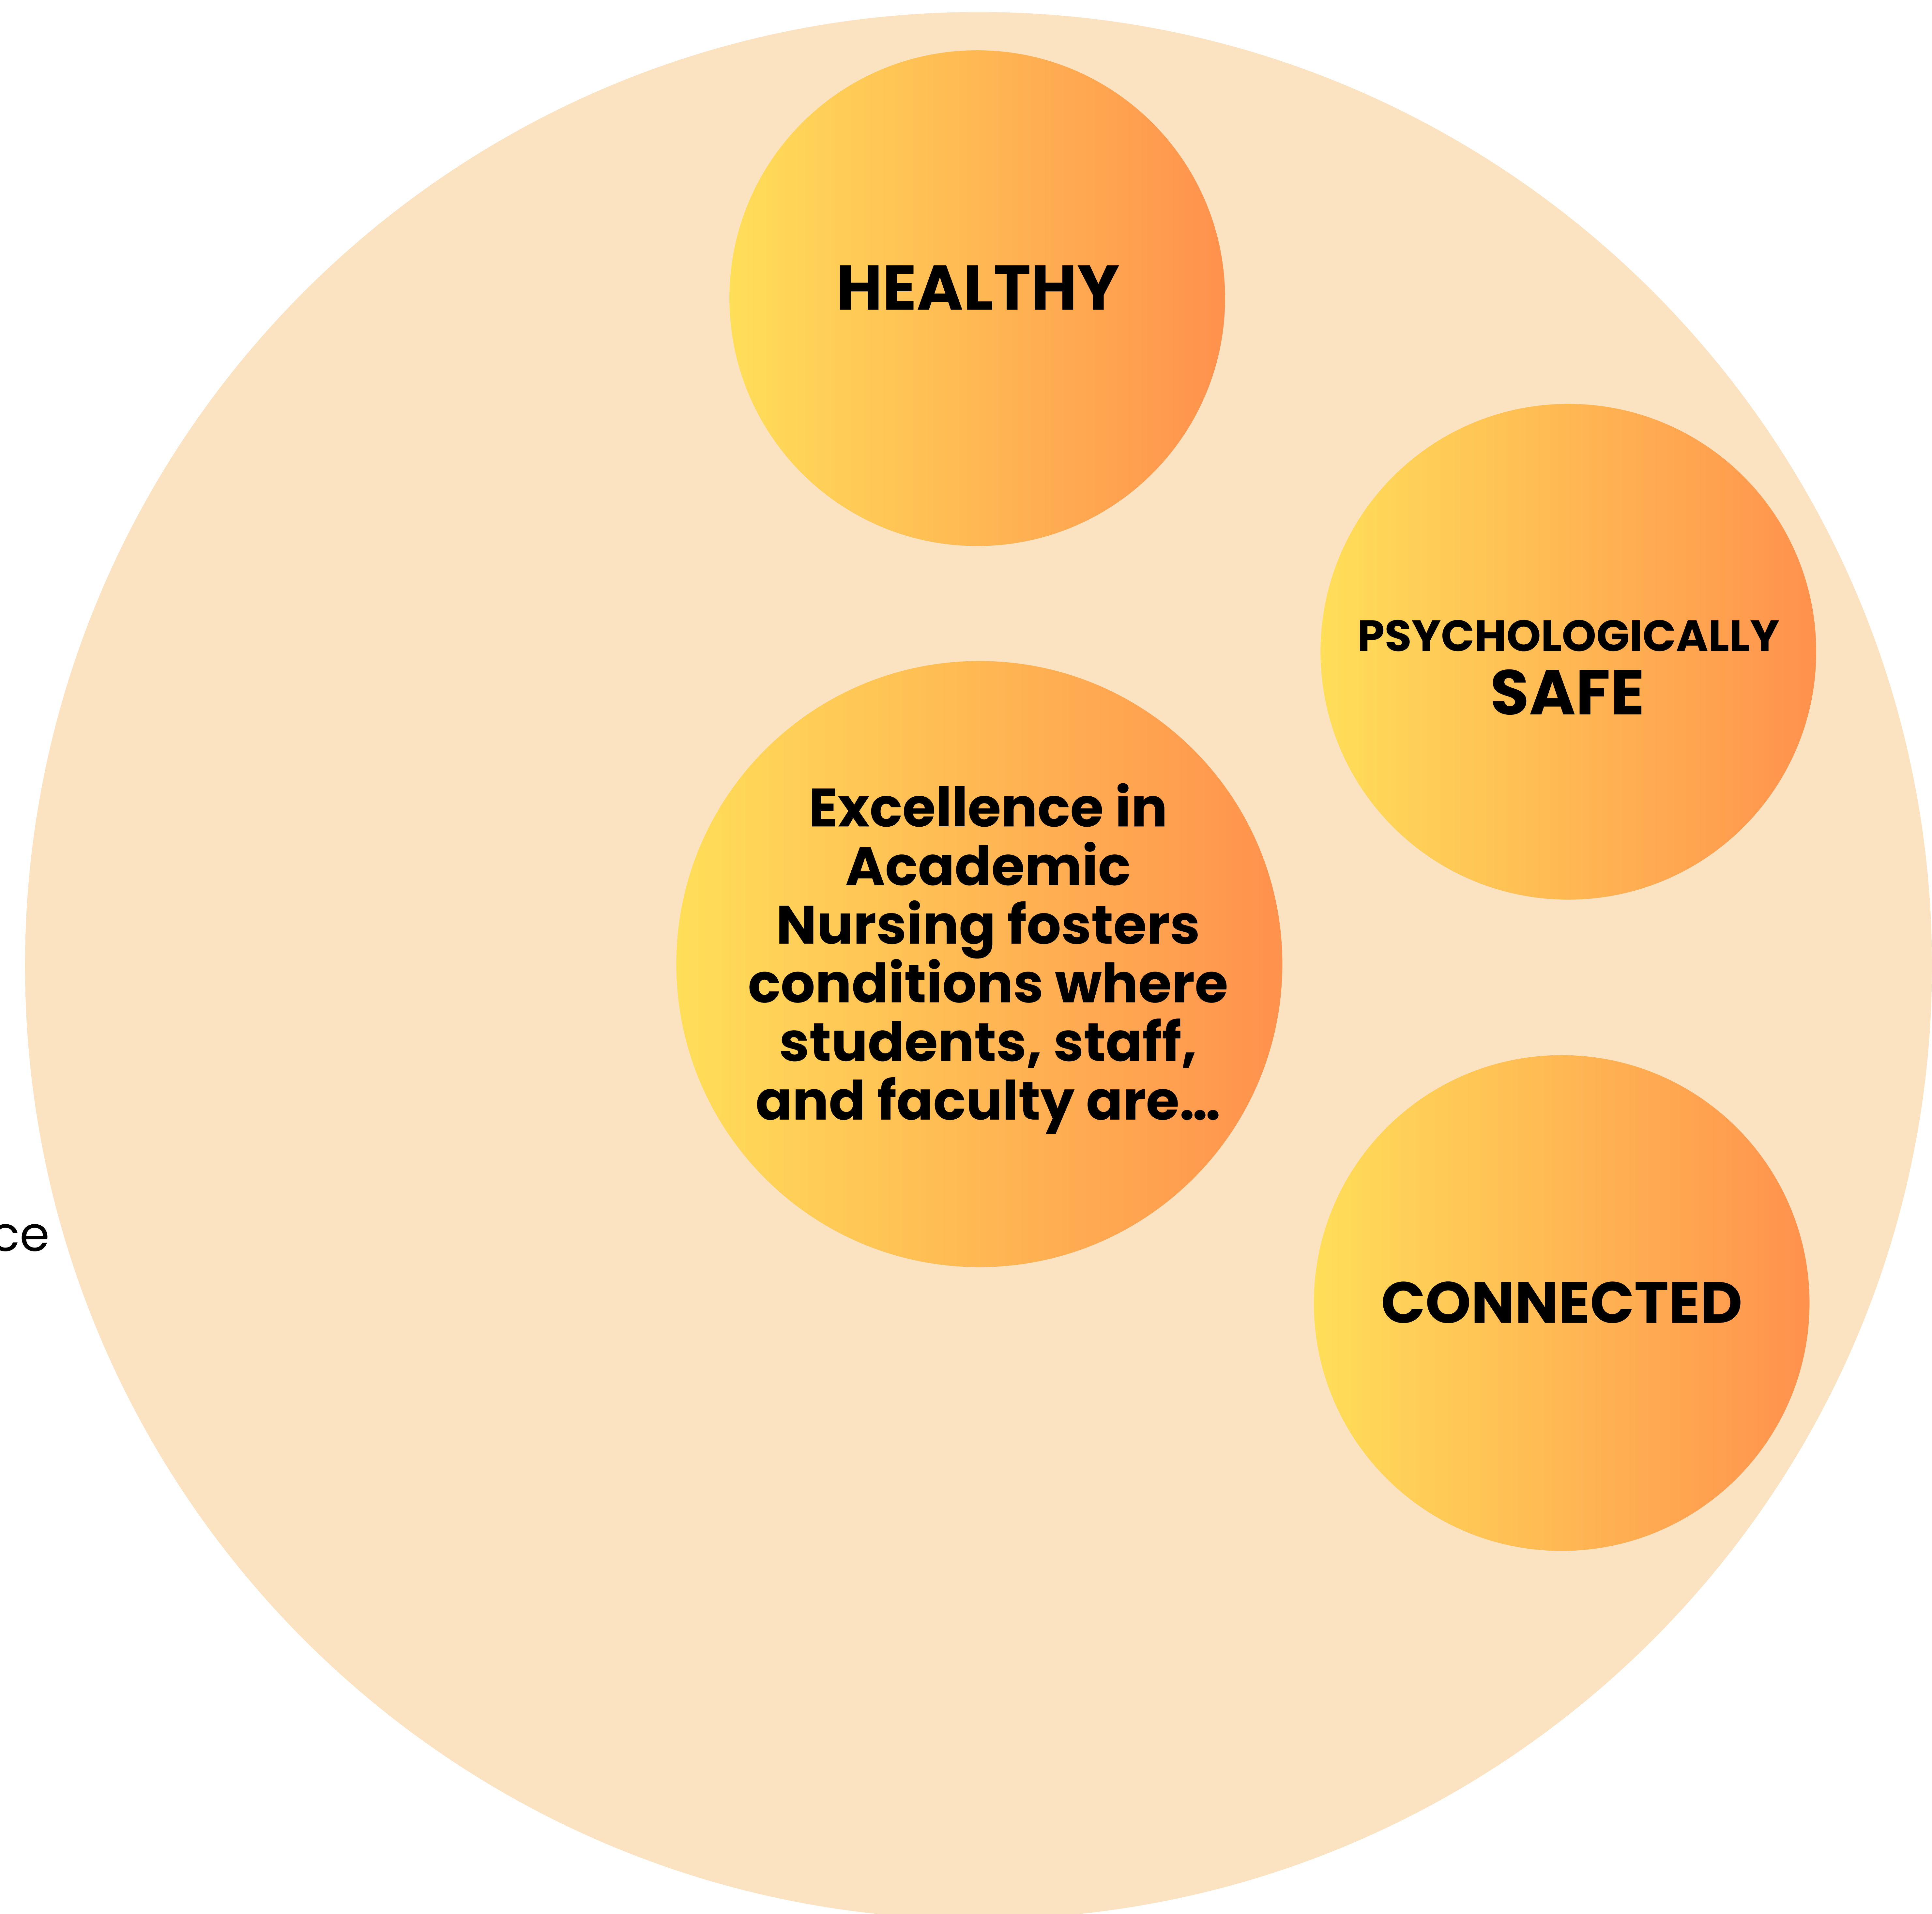 HEALTHY
PSYCHOLOGICALLY
SAFE
Excellence in
Academic
Nursing fosters
conditions where
students, staff,
and faculty are...
CONNECTED